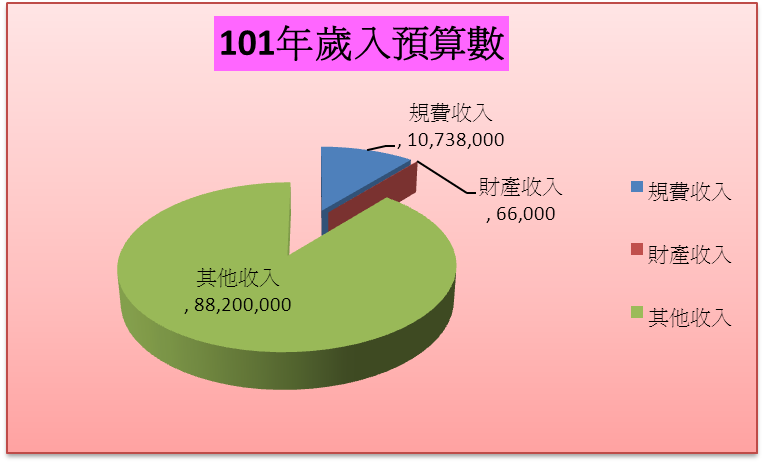 101年歲入預算數
規費收入
, 10,738,000
財產收入
, 66,000
其他收入
, 88,200,000
規費收入
財產收入
其他收入